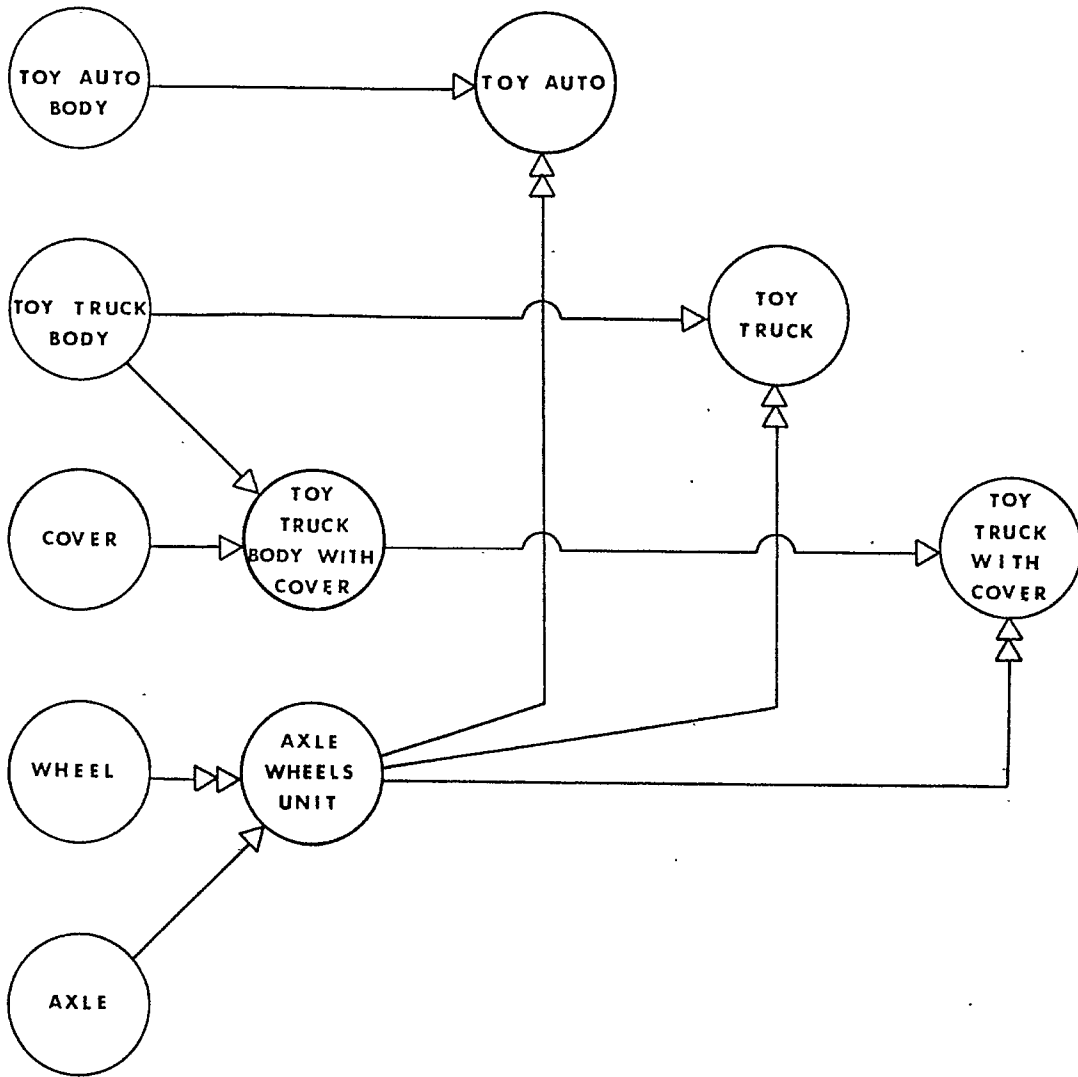 TOY AUTO
BODY
TOY AUTO
TOY TRUCK
BODY
TOY
TRUCK
COVER
TOY
TRUCK
BODY WITH
COVER
TOY
TRUCK
WITH
COVER
WHEEL
AXLE
WHEELS
UNIT
AXLE